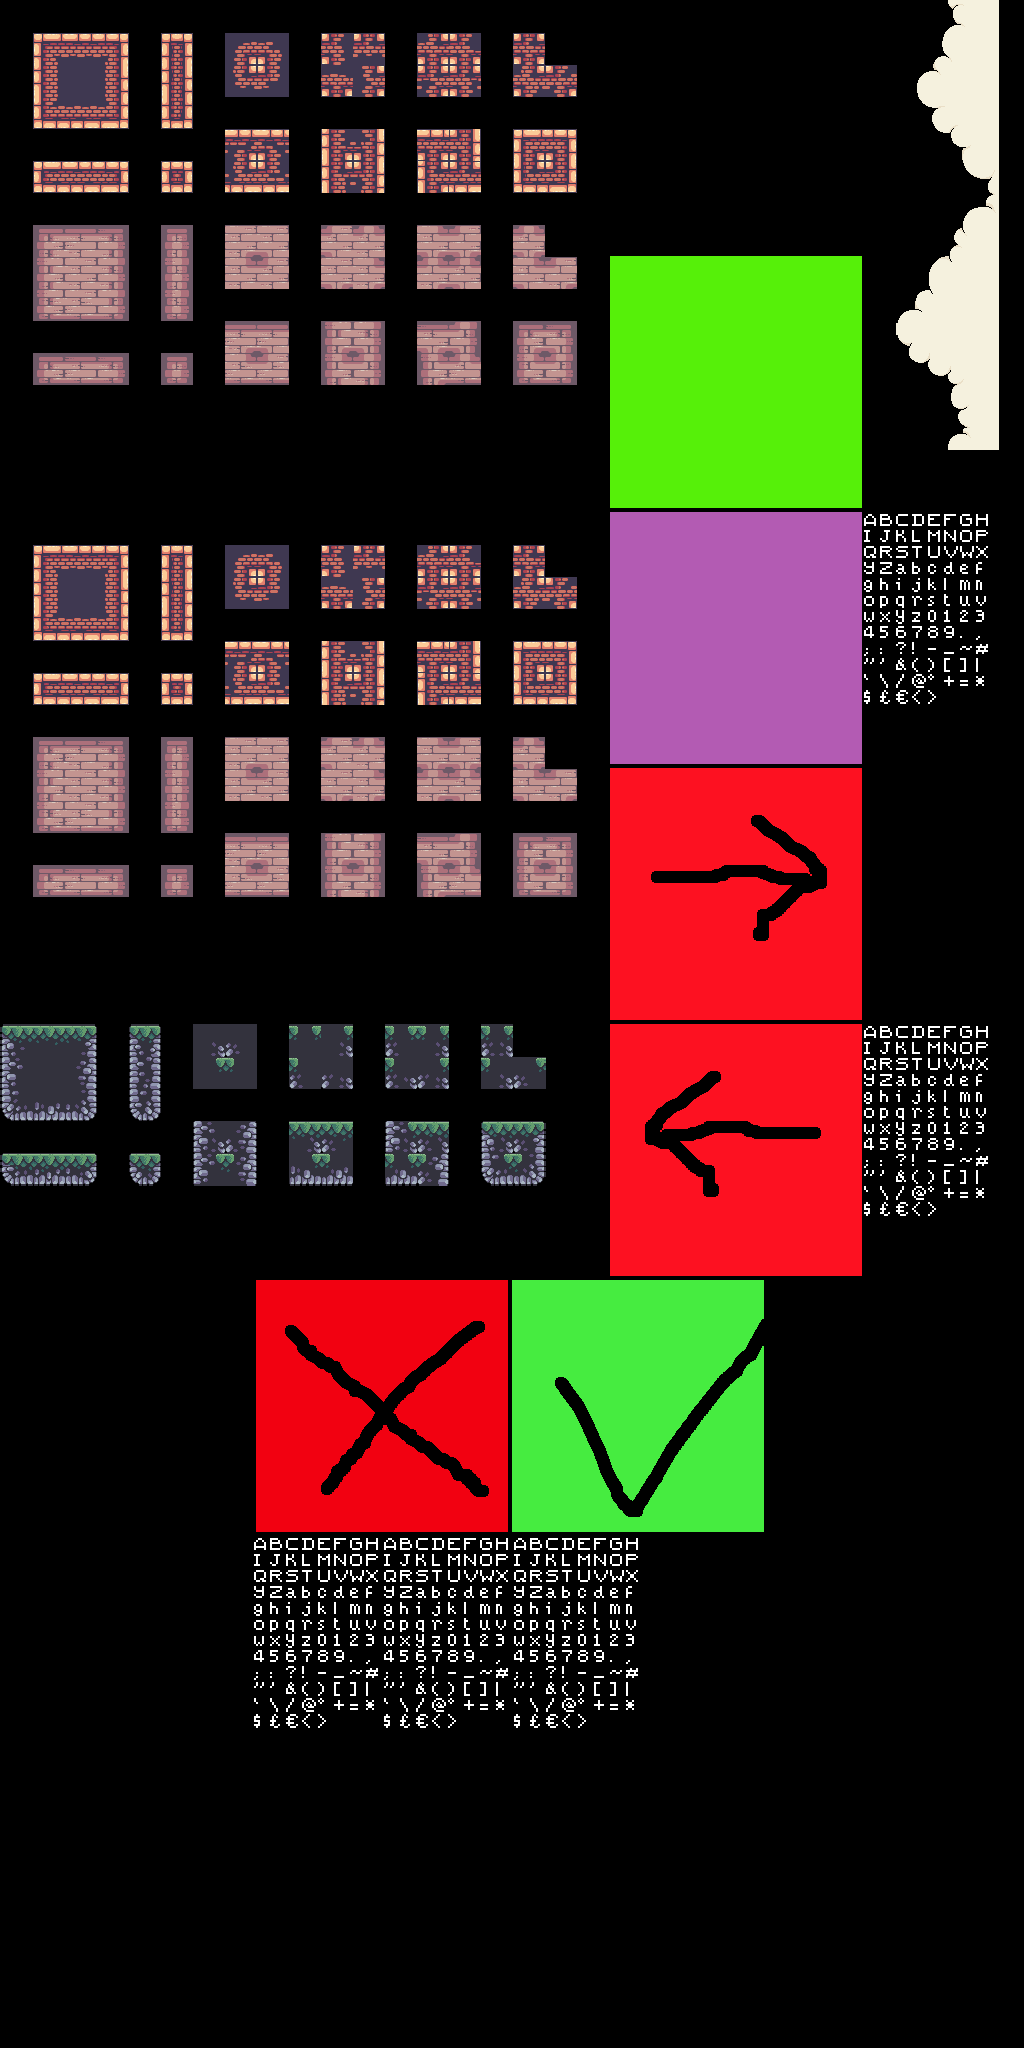 ABCDEFGH
IJKLMNOP
QRSTUVWX
YZabcdef
ghijklmn
opqrstuv
wxyz0123
456789.,
;:?!-_~#
"'&()[]|
`\/@°+=*
$£€<>
ABCDEFGH
IJKLMNOP
QRSTUVWX
YZabcdef
ghijklmn
opqrstuv
wxyz0123
456789.,
;:?!-_~#
"'&()[]|
`\/@°+=*
$£€<>
ABCDEFGHABCDEFGHABCDEFGH
IJKLMNOPIJKLMNOPIJKLMNOP
QRSTUVWXQRSTUVWXQRSTUVWX
YZabcdefYZabcdefYZabcdef
ghijklmnghijklmnghijklmn
opqrstuvopqrstuvopqrstuv
wxyz0123wxyz0123wxyz0123
456789.,456789.,456789.,
;:?!-_~#;:?!-_~#;:?!-_~#
"'&()[]|"'&()[]|"'&()[]|
`\/@°+=*`\/@°+=*`\/@°+=*
$£€<>$£€<>$£€<>